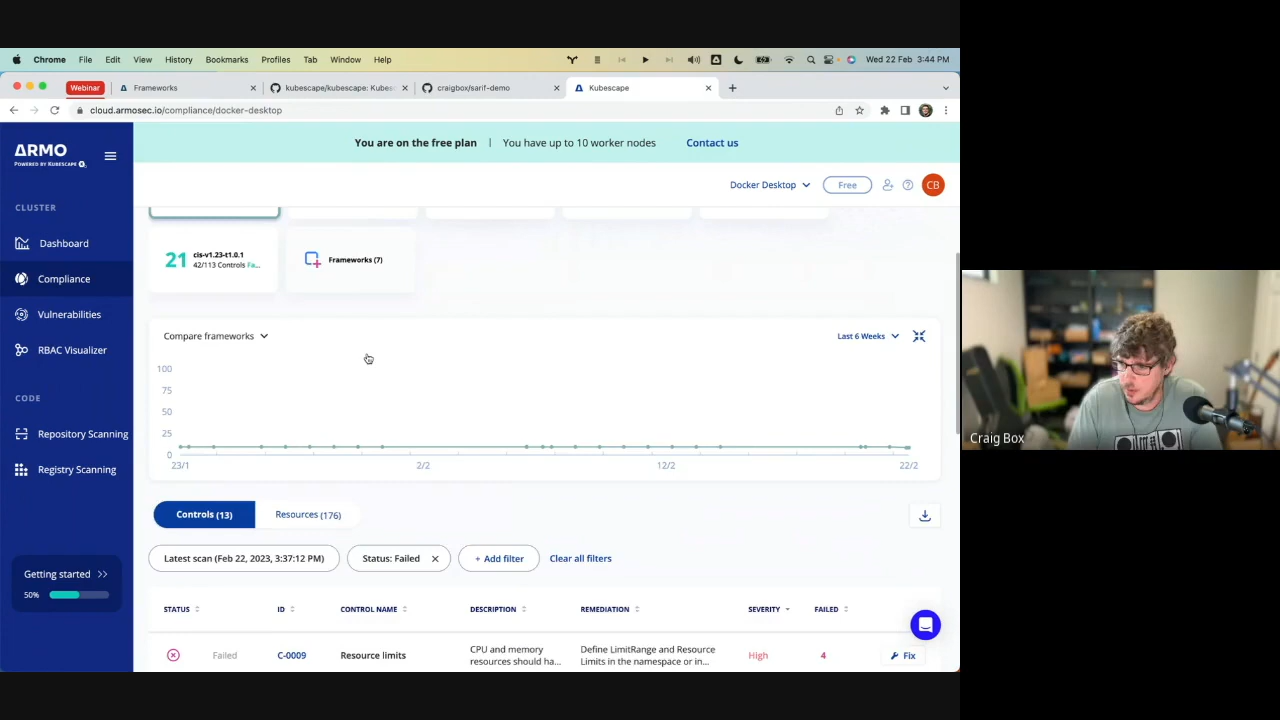 Chrome File Edit View History Bookmarks Profiles Tab Window Help Wed 22 Feb 3:44 PM
Webinar Frameworks kubescape/kubescape: Kubes craigbox/sarif-demo Kubescape
cloud.armosec.io/compliance/docker-desktop
ARMO
POWERED BY KUBESCAPE
You are on the free plan | You have up to 10 worker nodes Contact us
Docker Desktop Free CB
CLUSTER
Dashboard
Compliance
Vulnerabilities
RBAC Visualizer
CODE
Repository Scanning
Registry Scanning
Getting started >>
50%
21 cis-v1.23-t1.0.1
42/113 Controls Fa...
Frameworks (7)
Compare frameworks Last 6 Weeks
100
75
50
25
0
23/1 2/2 12/2 22/2
Controls (13) Resources (176)
Latest scan (Feb 22, 2023, 3:37:12 PM) Status: Failed + Add filter Clear all filters
STATUS ID CONTROL NAME DESCRIPTION REMEDIATION SEVERITY FAILED
Failed C-0009 Resource limits CPU and memory resources should ha... Define LimitRange and Resource Limits in the namespace or in... High 4 Fix
Craig Box